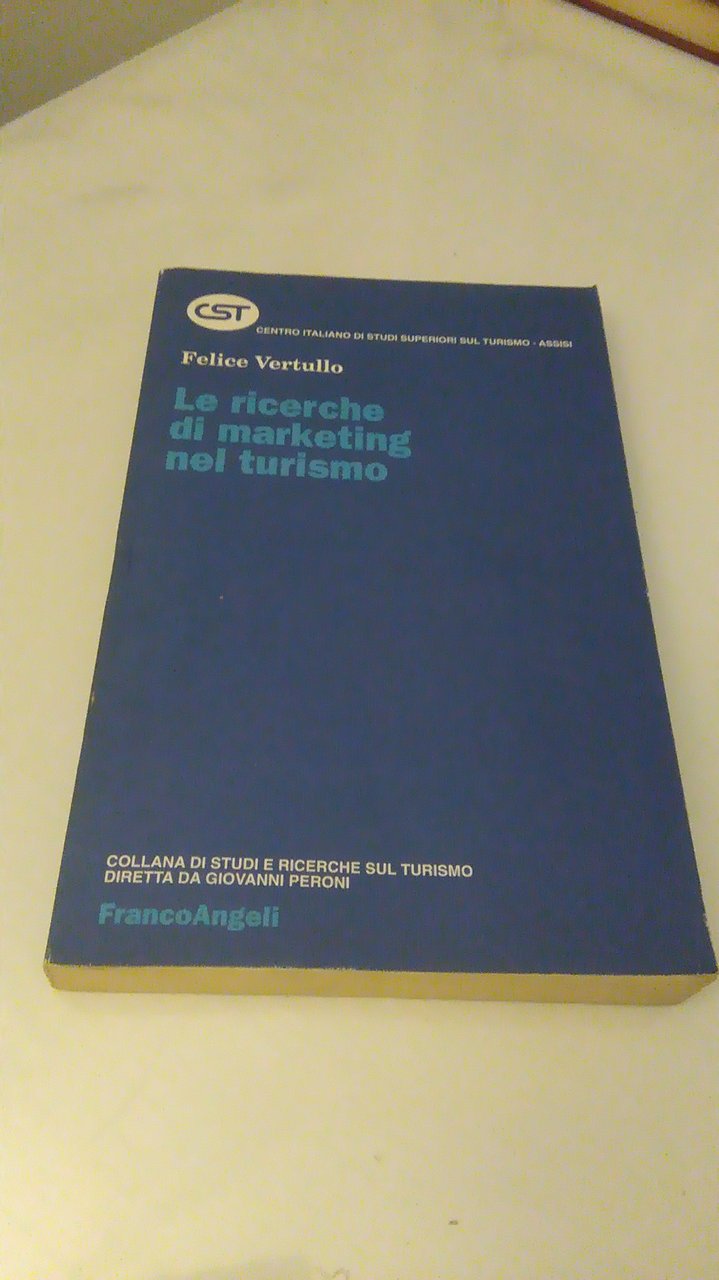 CST
CENTRO ITALIANO DI STUDI SUPERIORI SUL TURISMO - ASSISI
Felice Vertullo
Le ricerche
di marketing
nel turismo
COLLANA DI STUDI E RICERCHE SUL TURISMO
DIRETTA DA GIOVANNI PERONI
FrancoAngeli